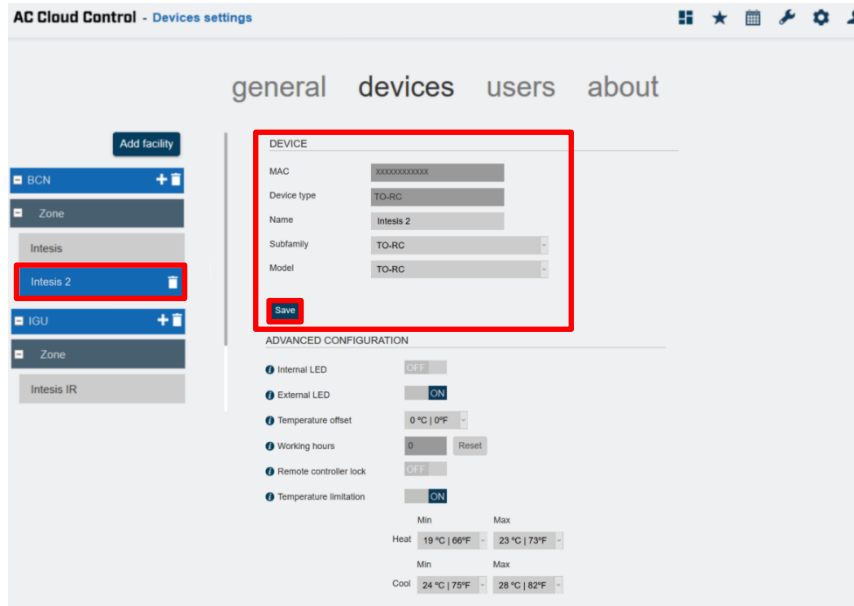 AC Cloud Control - Devices settings
general devices users about
Add facility
BCN
Zone
Intesis
Intesis 2
IGU
Zone
Intesis IR
DEVICE
MAC xxxxxxxxxxxx
Device type TO-RC
Name Intesis 2
Subfamily TO-RC
Model TO-RC
Save
ADVANCED CONFIGURATION
Internal LED OFF
External LED ON
Temperature offset 0 ºC | 0ºF
Working hours 0 Reset
Remote controller lock OFF
Temperature limitation ON
Min Max
Heat 19 ºC | 66ºF 23 ºC | 73ºF
Min Max
Cool 24 ºC | 75ºF 28 ºC | 82ºF